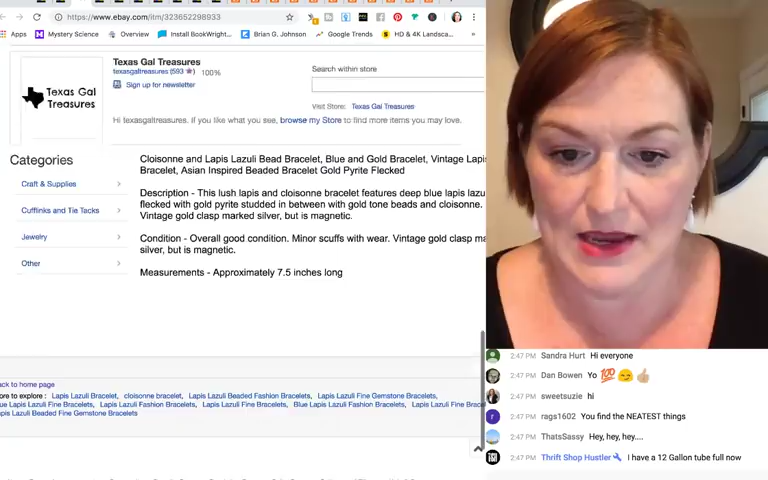 https://www.ebay.com/itm/323652298933
Apps Mystery Science Offwhite Install BookWright... Brian G. Johnson Google Trends HD & 4K Landsca...
Texas Gal Treasures
texasgaltreasures (593 ) 100%
Sign up for newsletter
Search within store
Visit Store: Texas Gal Treasures
Texas Gal
Treasures
Hi texasgaltreasures. If you like what you see, browse my Store to find more items you may love.
Categories
Craft & Supplies
Cufflinks and Tie Tacks
Jewelry
Other
Cloisonne and Lapis Lazuli Bead Bracelet, Blue and Gold Bracelet, Vintage Lapis
Bracelet, Asian Inspired Beaded Bracelet Gold Pyrite Flecked
Description - This lush lapis and cloisonne bracelet features deep blue lapis lazu
flecked with gold pyrite studded in between with gold tone beads and cloisonne.
Vintage gold clasp marked silver, but is magnetic.
Condition - Overall good condition. Minor scuffs with wear. Vintage gold clasp ma
silver, but is magnetic.
Measurements - Approximately 7.5 inches long
ack to home page
ore to explore : Lapis Lazuli Bracelet, cloisonne bracelet, Lapis Lazuli Beaded Fashion Bracelets, Lapis Lazuli Fine Gemstone Bracelets,
ue Lapis Lazuli Fine Bracelets, Lapis Lazuli Fashion Bracelets, Lapis Lazuli Fine Bracelets, Blue Lapis Lazuli Fashion Bracelets, Lapis Lazuli Fine Brace
apis Lazuli Beaded Fine Gemstone Bracelets
2:47 PM Sandra Hurt Hi everyone
2:47 PM Dan Bowen Yo 💯😏👍🏼
2:47 PM sweetsuzie hi
2:47 PM rags1602 You find the NEATEST things
2:47 PM ThatsSassy Hey, hey, hey....
2:47 PM Thrift Shop Hustler I have a 12 Gallon tube full now